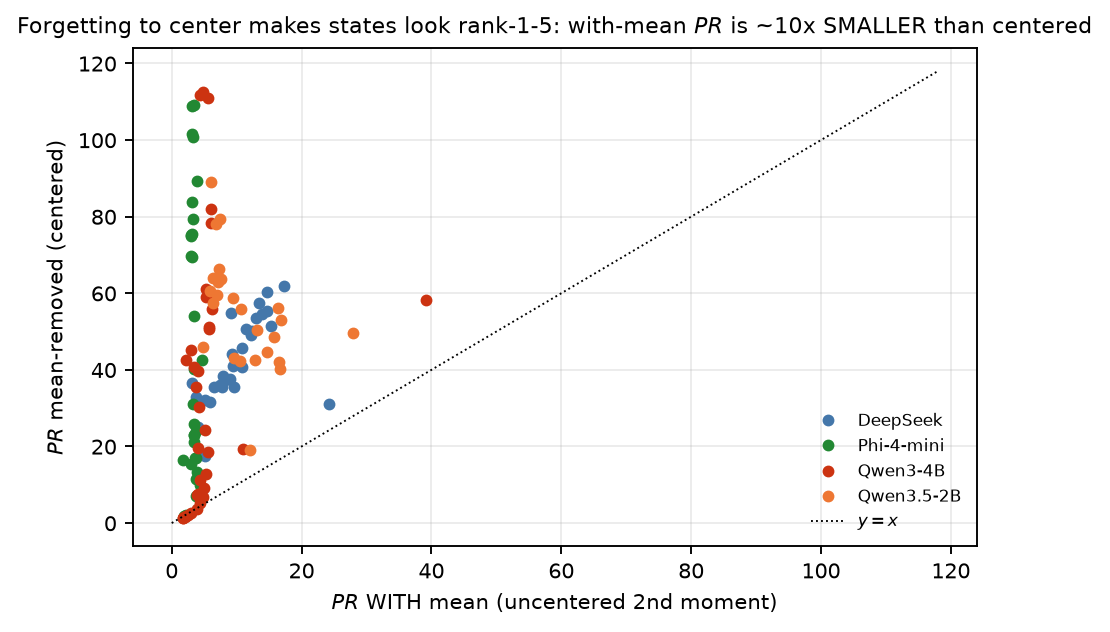 Forgetting to center makes states look rank-1-5: with-mean PR is ~10x SMALLER than centered
120
100
80
60
40
20
0
PR mean-removed (centered)
DeepSeek
Phi-4-mini
Qwen3-4B
Qwen3.5-2B
y = x
0 20 40 60 80 100 120
PR WITH mean (uncentered 2nd moment)